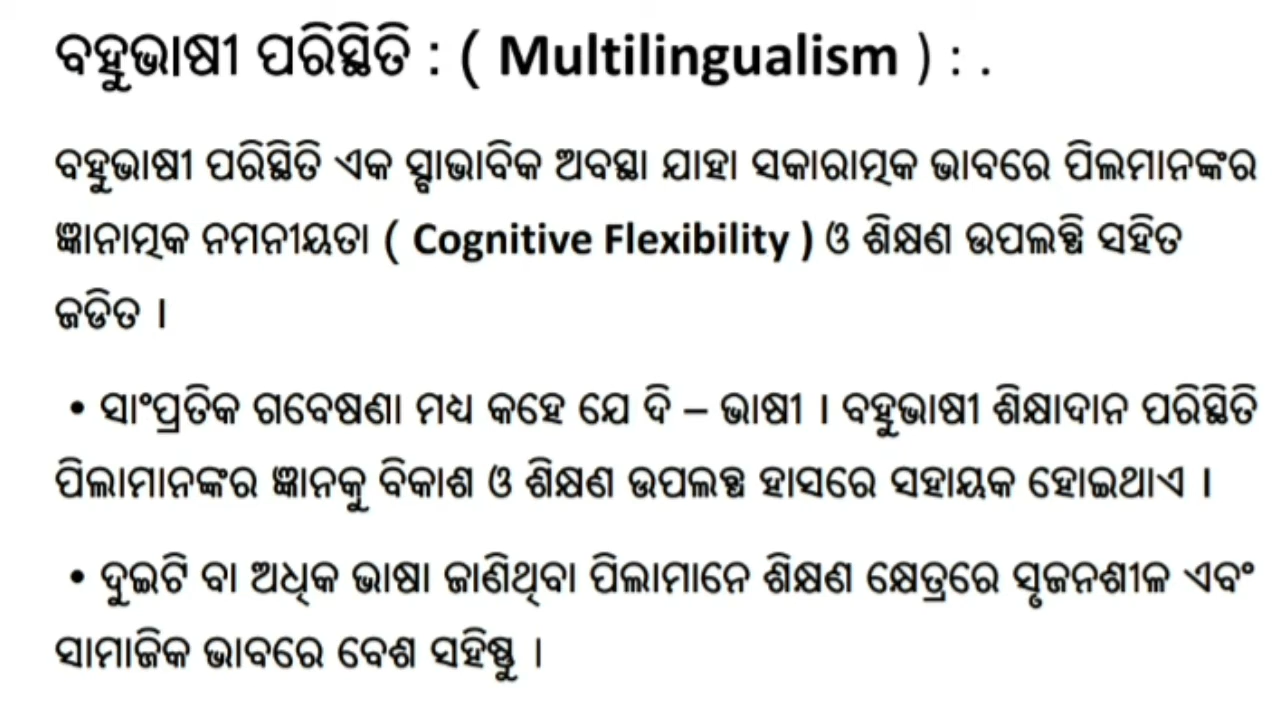 ବହୁଭାଷୀ ପରିସ୍ଥିତି : ( Multilingualism ) : .
ବହୁଭାଷୀ ପରିସ୍ଥିତି ଏକ ସ୍ବାଭାବିକ ଅବସ୍ଥା ଯାହା ସକାରାତ୍ମକ ଭାବରେ ପିଲମାନଙ୍କର
ଜ୍ଞାନାତ୍ମକ ନମନୀୟତା ( Cognitive Flexibility ) ଓ ଶିକ୍ଷଣ ଉପଲବ୍ଧି ସହିତ
ଜଡିତ ।
• ସାଂପ୍ରତିକ ଗବେଷଣା ମଧ୍ୟ କହେ ଯେ ଦି – ଭାଷୀ । ବହୁଭାଷୀ ଶିକ୍ଷାଦାନ ପରିସ୍ଥିତି
ପିଲାମାନଙ୍କର ଜ୍ଞାନକୁ ବିକାଶ ଓ ଶିକ୍ଷଣ ଉପଲବ୍ଧ ହାସରେ ସହାୟକ ହୋଇଥାଏ ।
• ଦୁଇଟି ବା ଅଧିକ ଭାଷା ଜାଣିଥିବା ପିଲାମାନେ ଶିକ୍ଷଣ କ୍ଷେତ୍ରରେ ସୃଜନଶୀଳ ଏବଂ
ସାମାଜିକ ଭାବରେ ବେଶ ସହିଷ୍ଣୁ ।